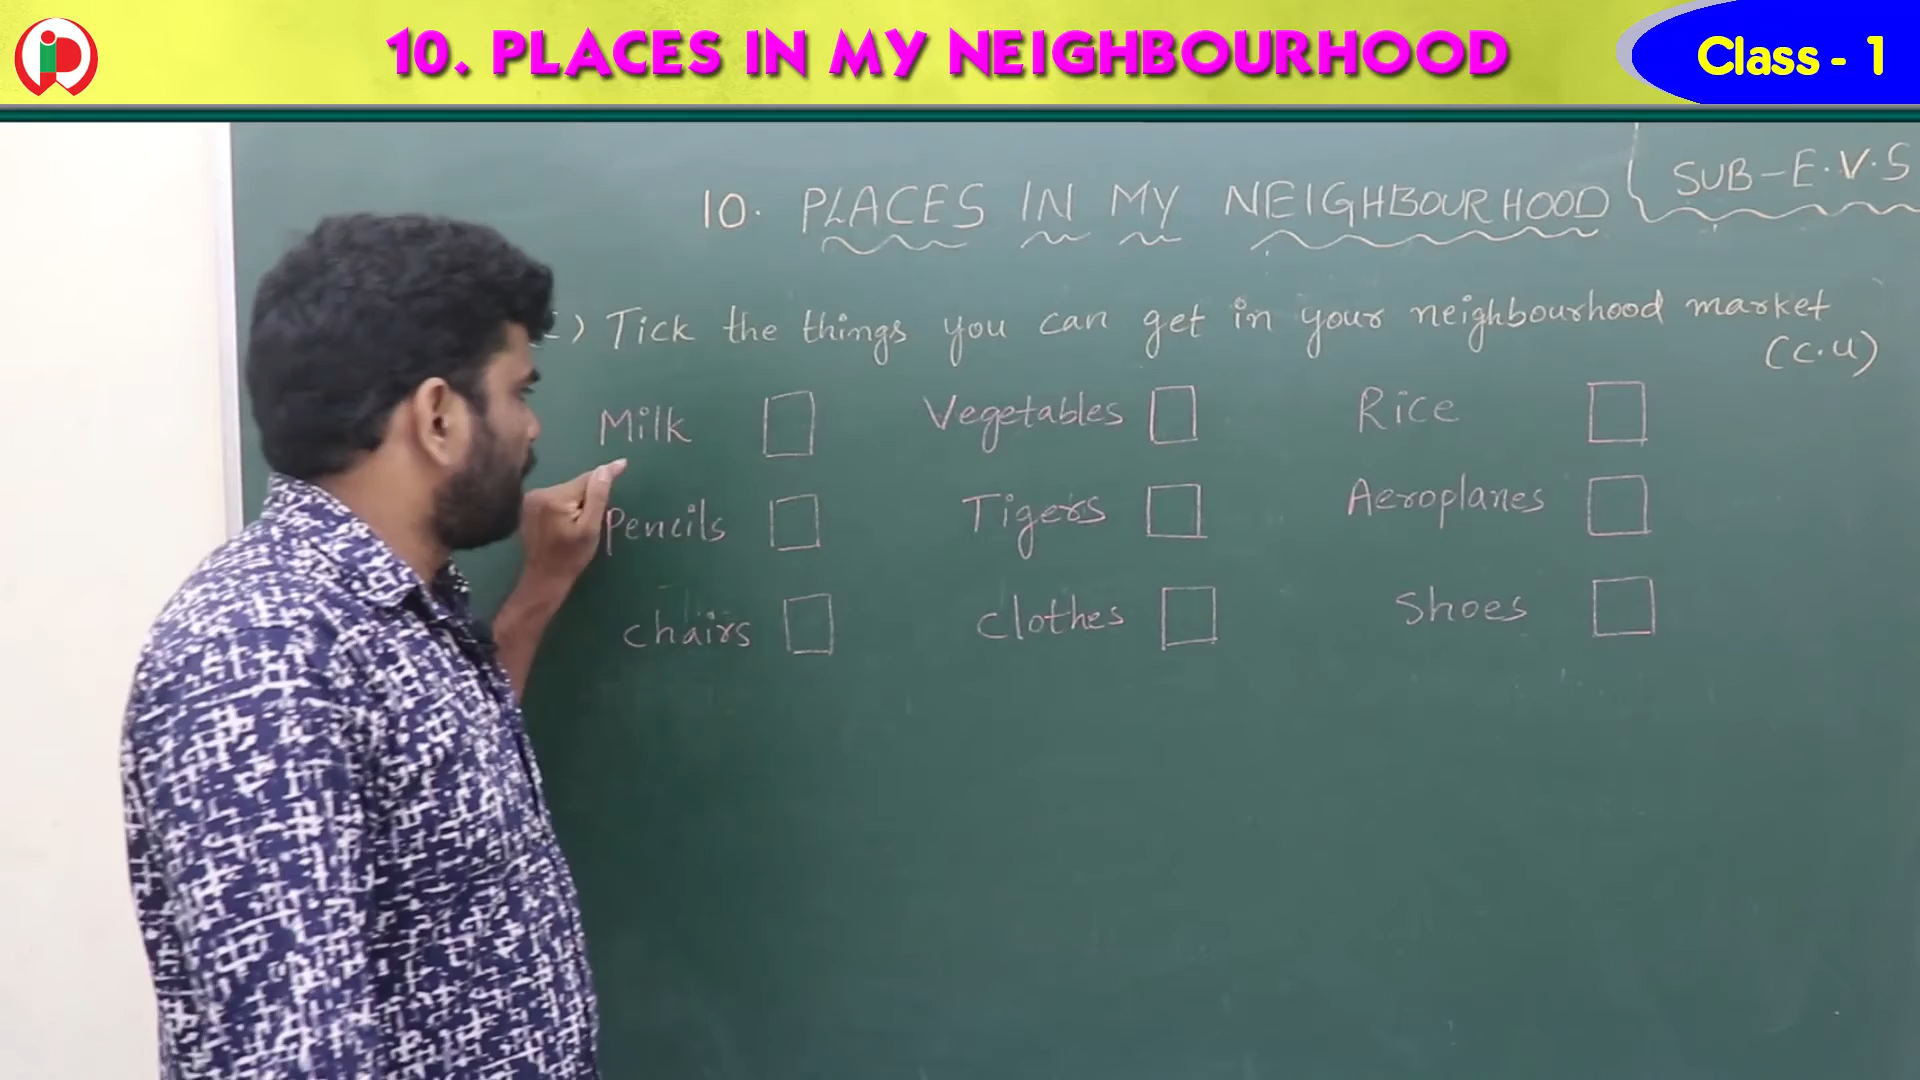 10. PLACES IN MY NEIGHBOURHOOD
Class - 1
SUB-E.V.S
10. PLACES IN MY NEIGHBOURHOOD
) Tick the things you can get in your neighbourhood market
(C.U)
Milk Vegetables Rice
Pencils Tigers Aeroplanes
Chairs Clothes Shoes